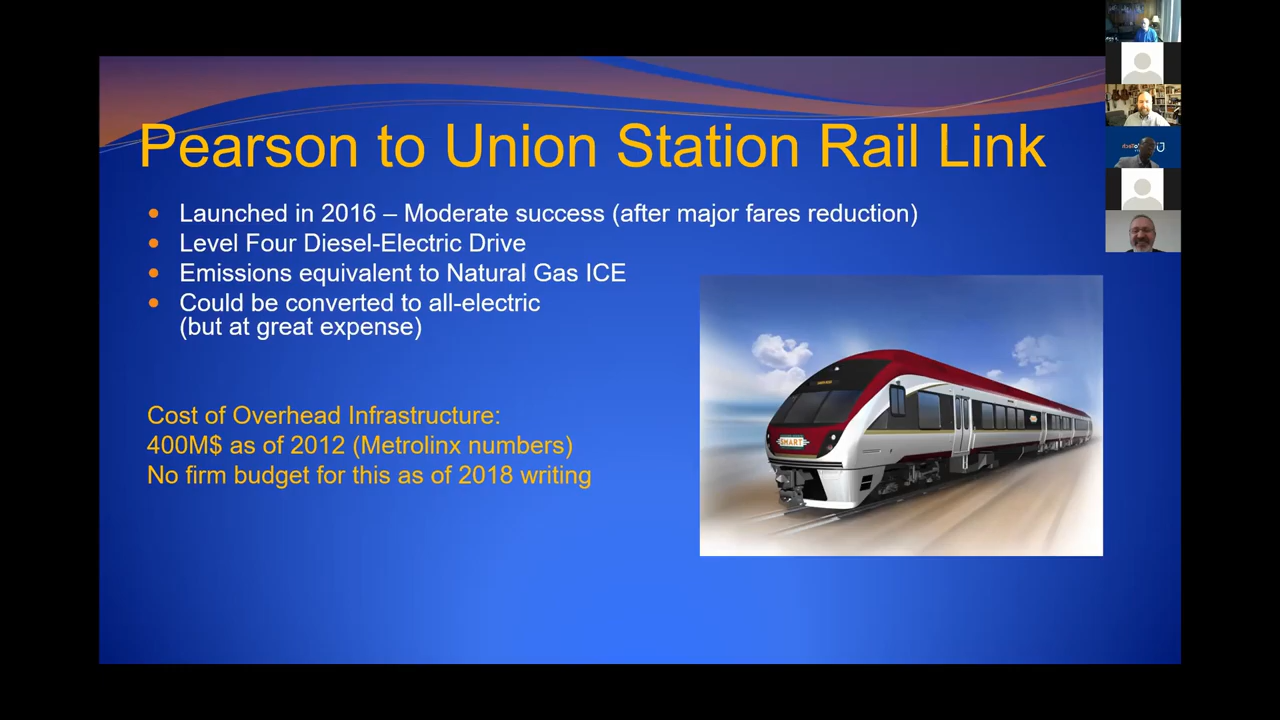 Pearson to Union Station Rail Link
Launched in 2016 – Moderate success (after major fares reduction)
Level Four Diesel-Electric Drive
Emissions equivalent to Natural Gas ICE
Could be converted to all-electric
(but at great expense)
Cost of Overhead Infrastructure:
400M$ as of 2012 (Metrolinx numbers)
No firm budget for this as of 2018 writing
SMART